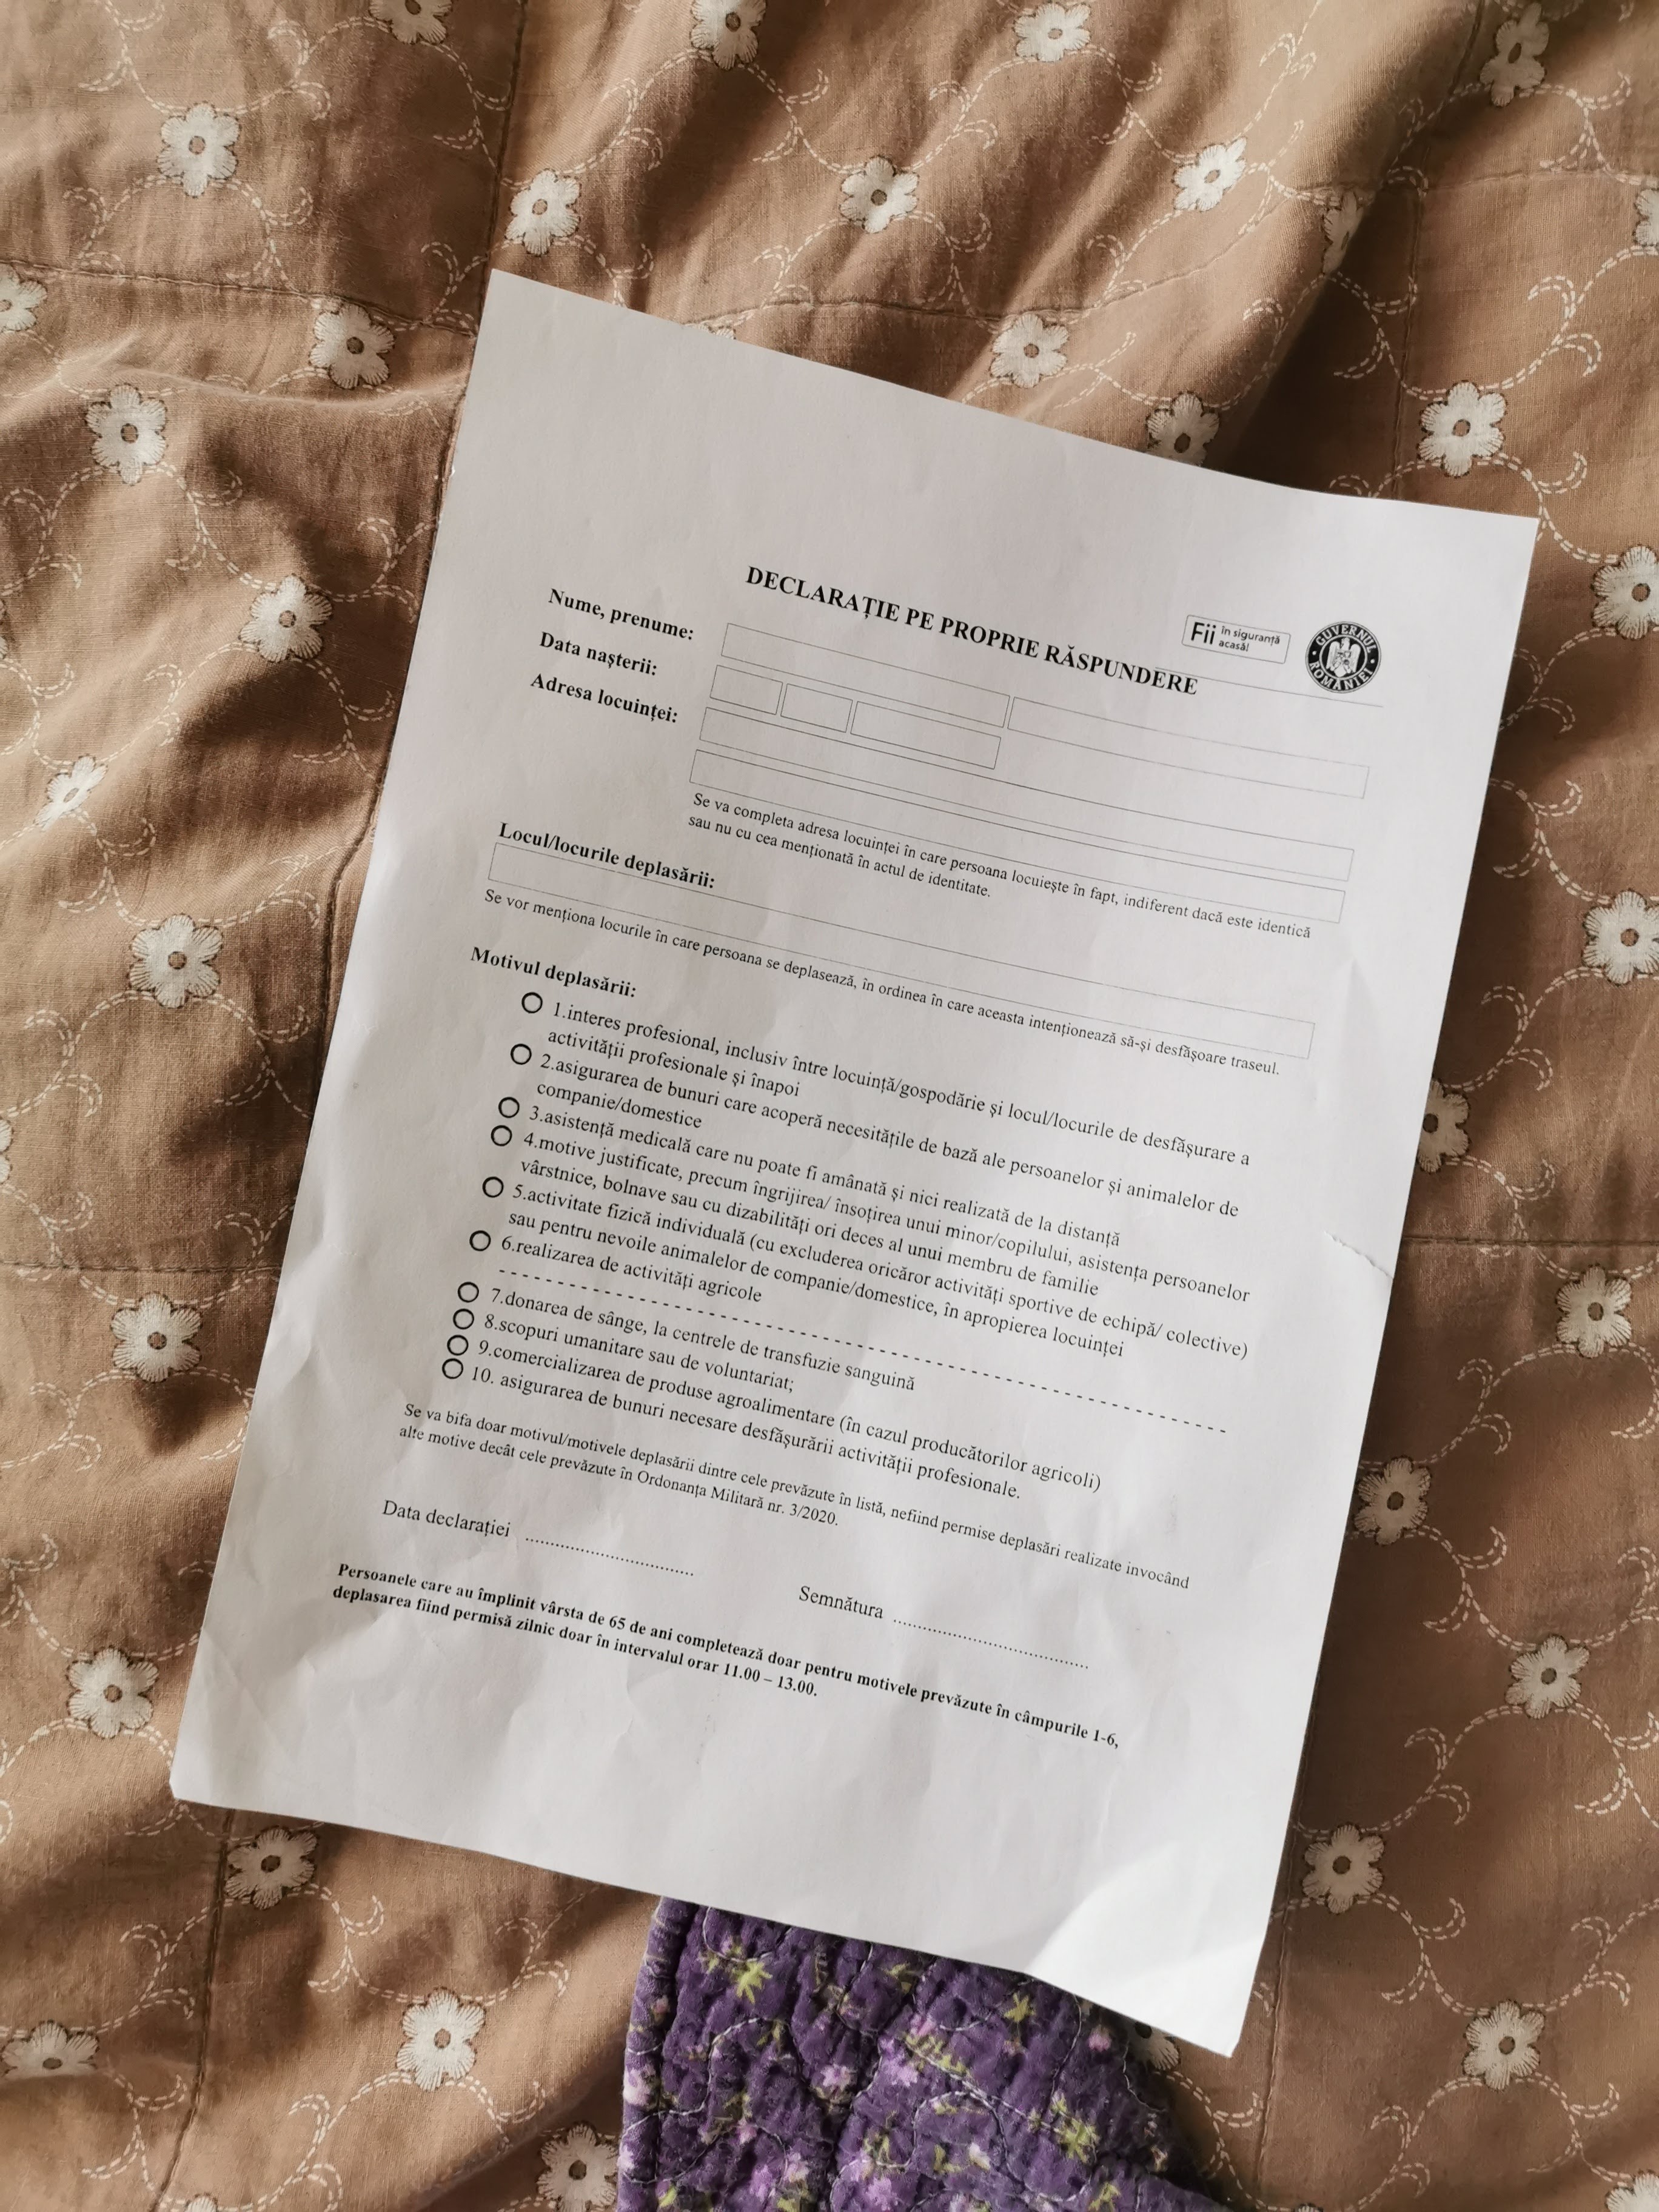 Fii în siguranță
acasă!
GUVERNUL ROMÂNIEI
DECLARAȚIE PE PROPRIE RĂSPUNDERE
Nume, prenume:
Data nașterii:
Adresa locuinței:
Se va completa adresa locuinței în care persoana locuiește în fapt, indiferent dacă este identică
sau nu cu cea menționată în actul de identitate.
Locul/locurile deplasării:
Se vor menționa locurile în care persoana se deplasează, în ordinea în care aceasta intenționează să-și desfășoare traseul.
Motivul deplasării:
1.interes profesional, inclusiv între locuință/gospodărie și locul/locurile de desfășurare a
activității profesionale și înapoi
2.asigurarea de bunuri care acoperă necesitățile de bază ale persoanelor și animalelor de
companie/domestice
3.asistență medicală care nu poate fi amânată și nici realizată de la distanță
4.motive justificate, precum îngrijirea/ însoțirea unui minor/copilului, asistența persoanelor
vârstnice, bolnave sau cu dizabilități ori deces al unui membru de familie
5.activitate fizică individuală (cu excluderea oricăror activități sportive de echipă/ colective)
sau pentru nevoile animalelor de companie/domestice, în apropierea locuinței
6.realizarea de activități agricole
7.donarea de sânge, la centrele de transfuzie sanguină
8.scopuri umanitare sau de voluntariat;
9.comercializarea de produse agroalimentare (în cazul producătorilor agricoli)
10. asigurarea de bunuri necesare desfășurării activității profesionale.
Se va bifa doar motivul/motivele deplasării dintre cele prevăzute în listă, nefiind permise deplasări realizate invocând
alte motive decât cele prevăzute în Ordonanța Militară nr. 3/2020.
Data declarației ....................................
Semnătura ..........................................
Persoanele care au împlinit vârsta de 65 de ani completează doar pentru motivele prevăzute în câmpurile 1-6,
deplasarea fiind permisă zilnic doar în intervalul orar 11.00 – 13.00.